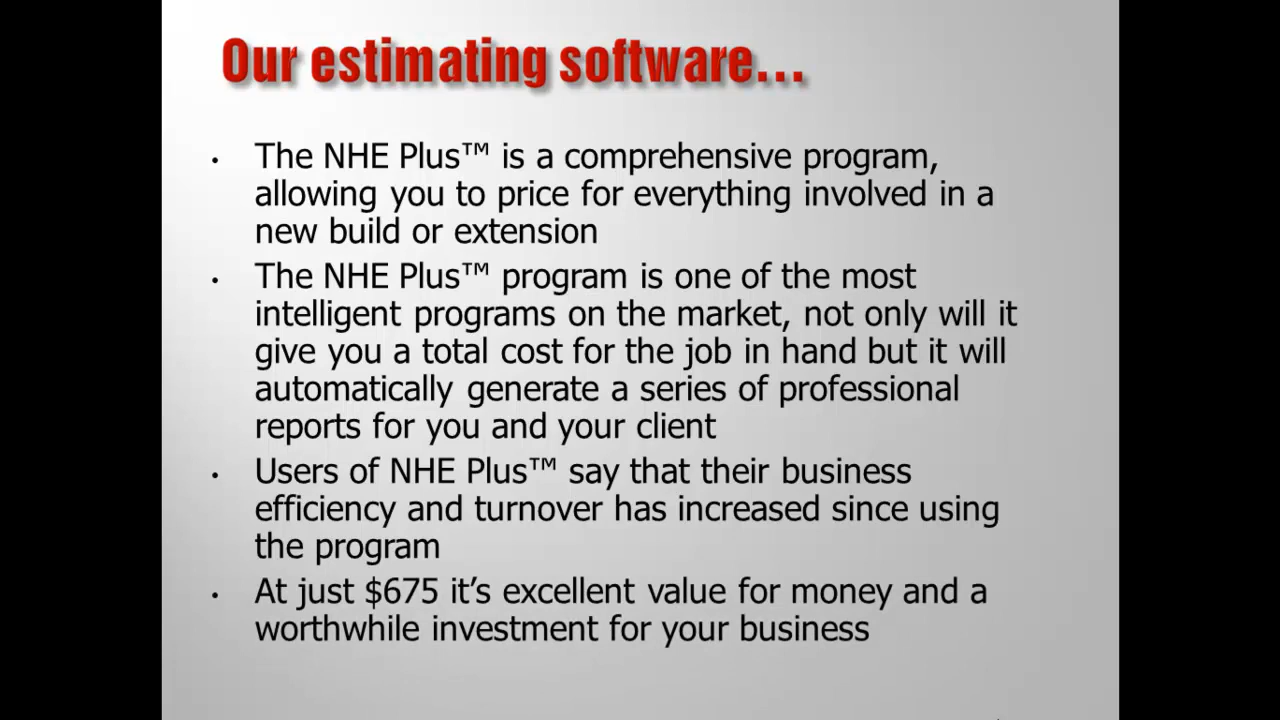 Our estimating software...
• The NHE Plus™ is a comprehensive program,
allowing you to price for everything involved in a
new build or extension
• The NHE Plus™ program is one of the most
intelligent programs on the market, not only will it
give you a total cost for the job in hand but it will
automatically generate a series of professional
reports for you and your client
• Users of NHE Plus™ say that their business
efficiency and turnover has increased since using
the program
• At just $675 it’s excellent value for money and a
worthwhile investment for your business